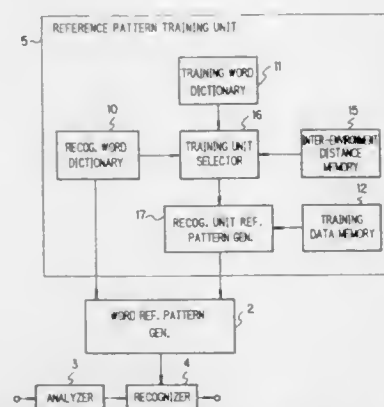 5
REFERENCE PATTERN TRAINING UNIT
11
TRAINING WORD
DICTIONARY
10
16
15
RECOG. WORD
DICTIONARY
TRAINING UNIT
SELECTOR
INTER-ENVIRONMENT
DISTANCE
MEMORY
12
17
RECOG. UNIT REF.
PATTERN GEN.
TRAINING
DATA MEMORY
WORD REF. PATTERN
GEN.
2
3
4
ANALYZER
RECOGNIZER